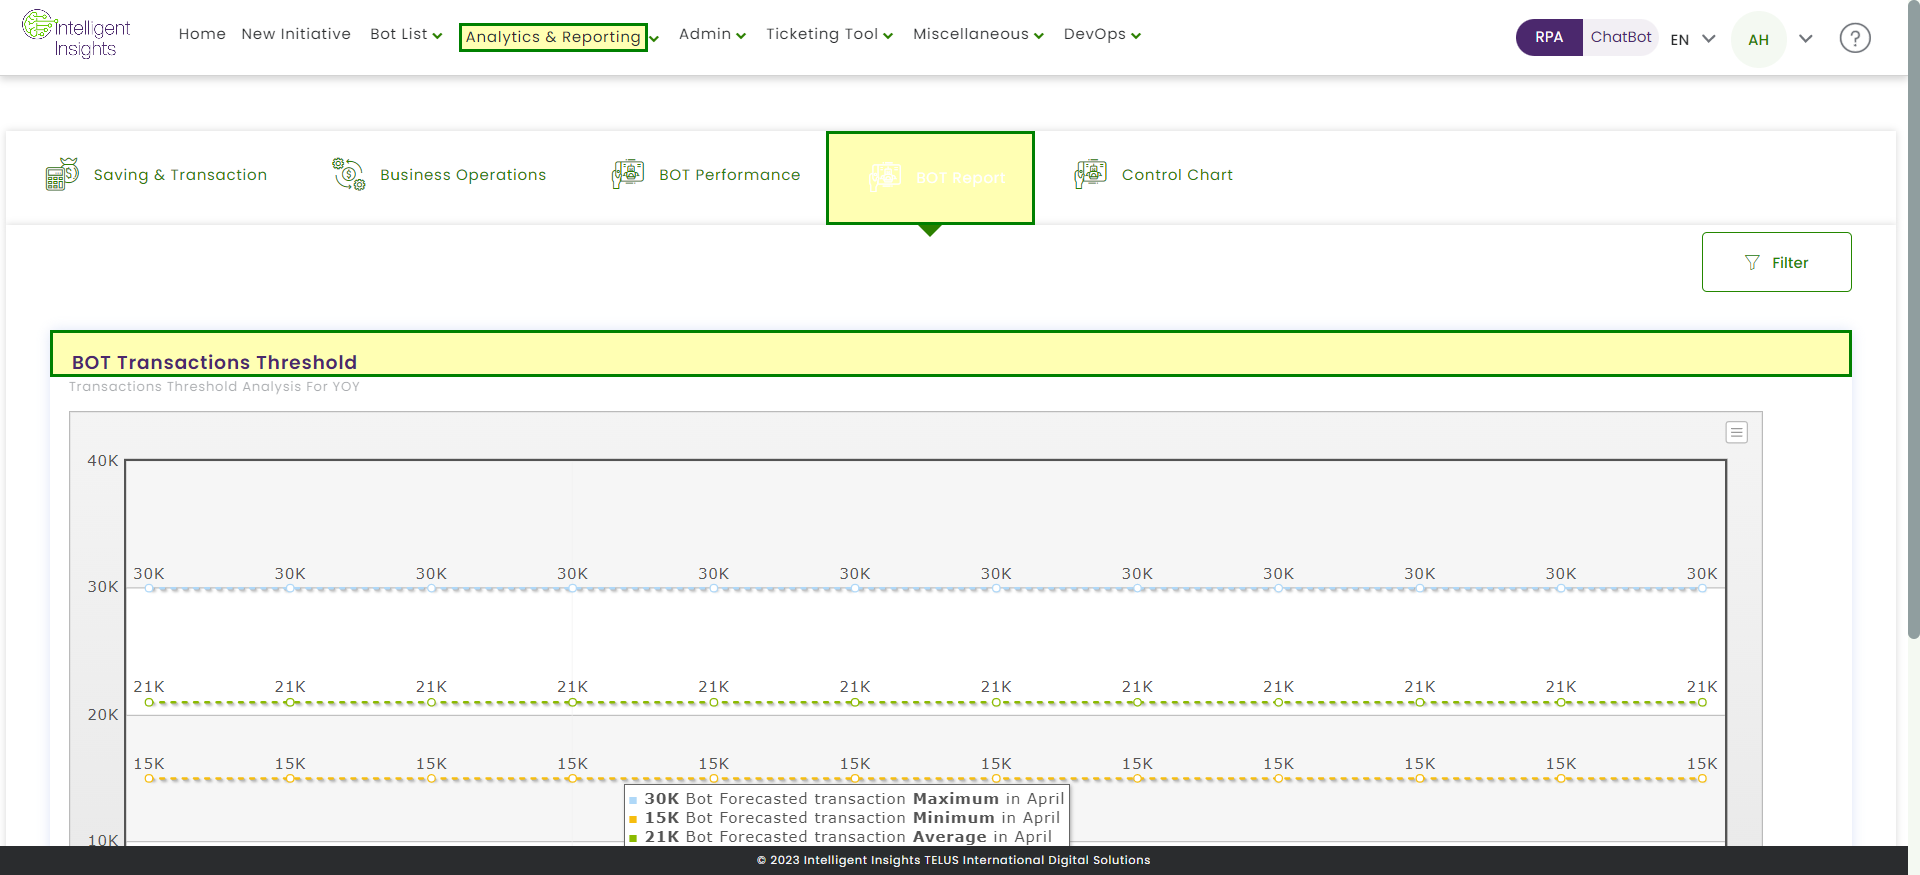 Intelligent
Insights
Home New Initiative Bot List Analytics & Reporting Admin Ticketing Tool Miscellaneous DevOps
RPA ChatBot EN AH ?
Saving & Transaction Business Operations BOT Performance BOT Report Control Chart
Filter
BOT Transactions Threshold
Transactions Threshold Analysis For YOY
40K
30K 30K 30K 30K 30K 30K 30K 30K 30K 30K 30K 30K
30K
21K 21K 21K 21K 21K 21K 21K 21K 21K 21K 21K 21K
20K
15K 15K 15K 15K 15K 15K 15K 15K 15K 15K 15K 15K
30K Bot Forecasted transaction Maximum in April
15K Bot Forecasted transaction Minimum in April
21K Bot Forecasted transaction Average in April
10K
© 2023 Intelligent Insights TELUS International Digital Solutions